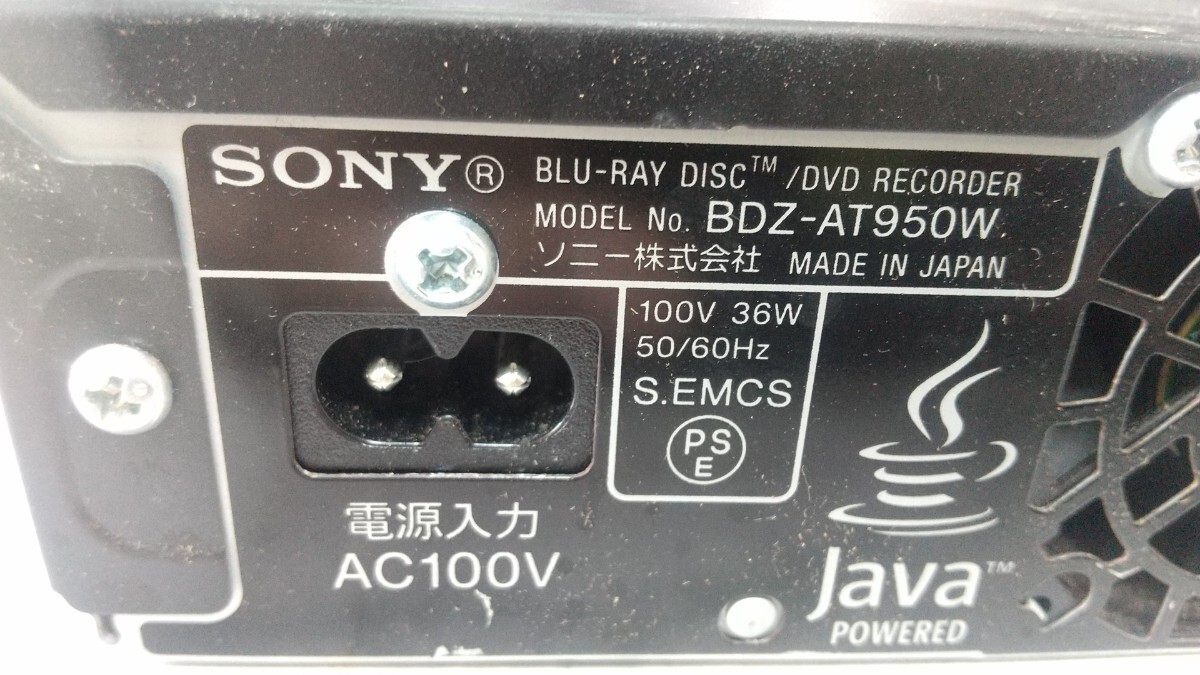 SONY®
BLU-RAY DISC™ /DVD RECORDER
MODEL No. BDZ-AT950W
ソニー株式会社 MADE IN JAPAN
100V 36W
50/60Hz
S.EMCS
PS
E
電源入力
AC100V
Java™
POWERED